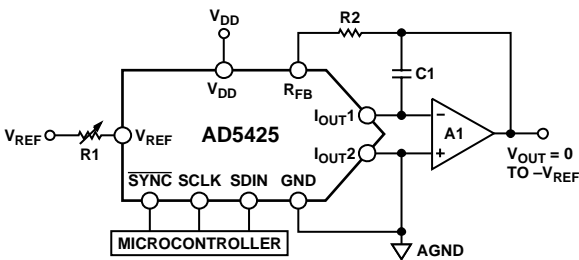 V_DD
R2
C1
V_DD
R_FB
I_OUT1
V_REF
R1
V_REF
AD5425
A1
−
+
I_OUT2
V_OUT = 0
TO –V_REF
SYNC SCLK SDIN GND
MICROCONTROLLER
AGND